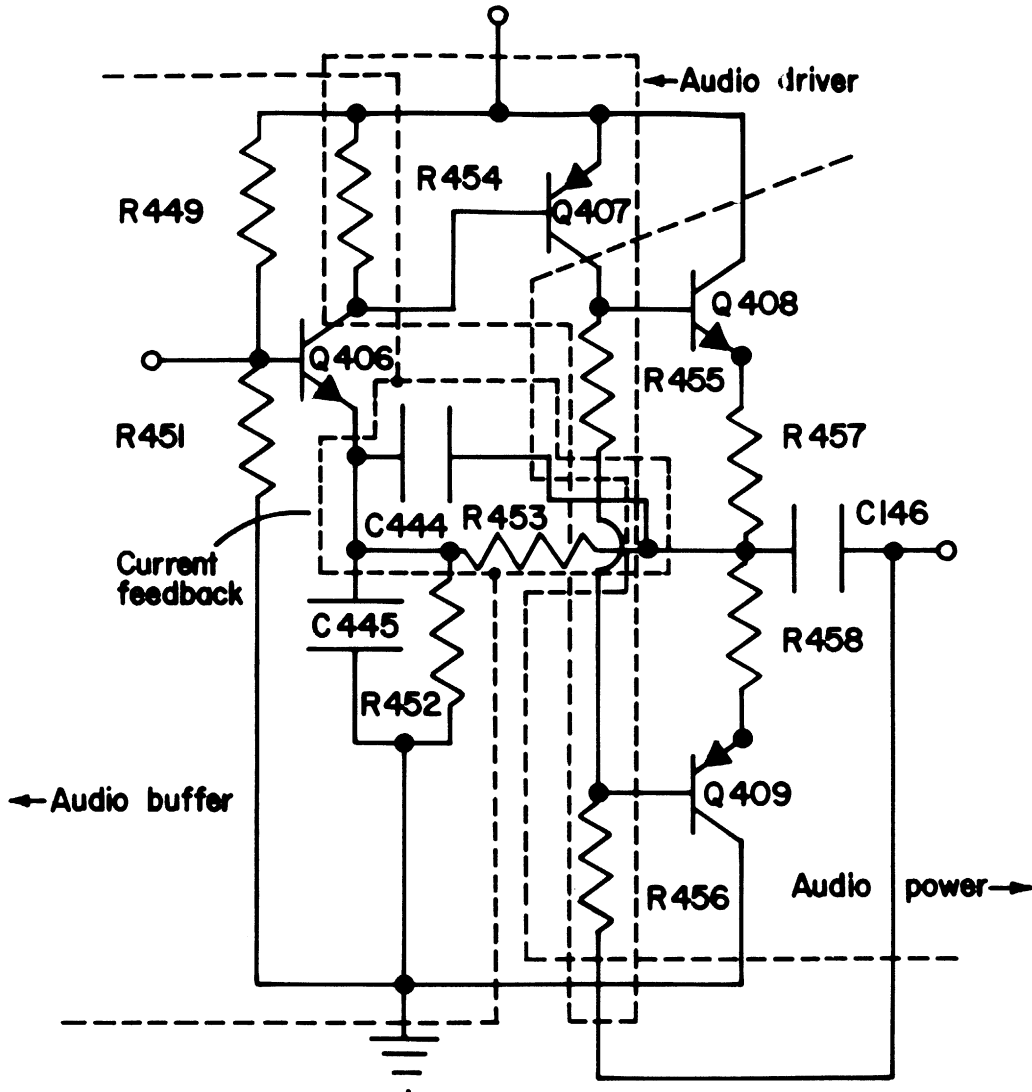 Audio driver
R454
R449
Q407
Q408
Q406
R455
R451
R457
C146
R453
C444
Current
feedback
C445
R458
R452
Audio buffer
Q409
Audio power
R456